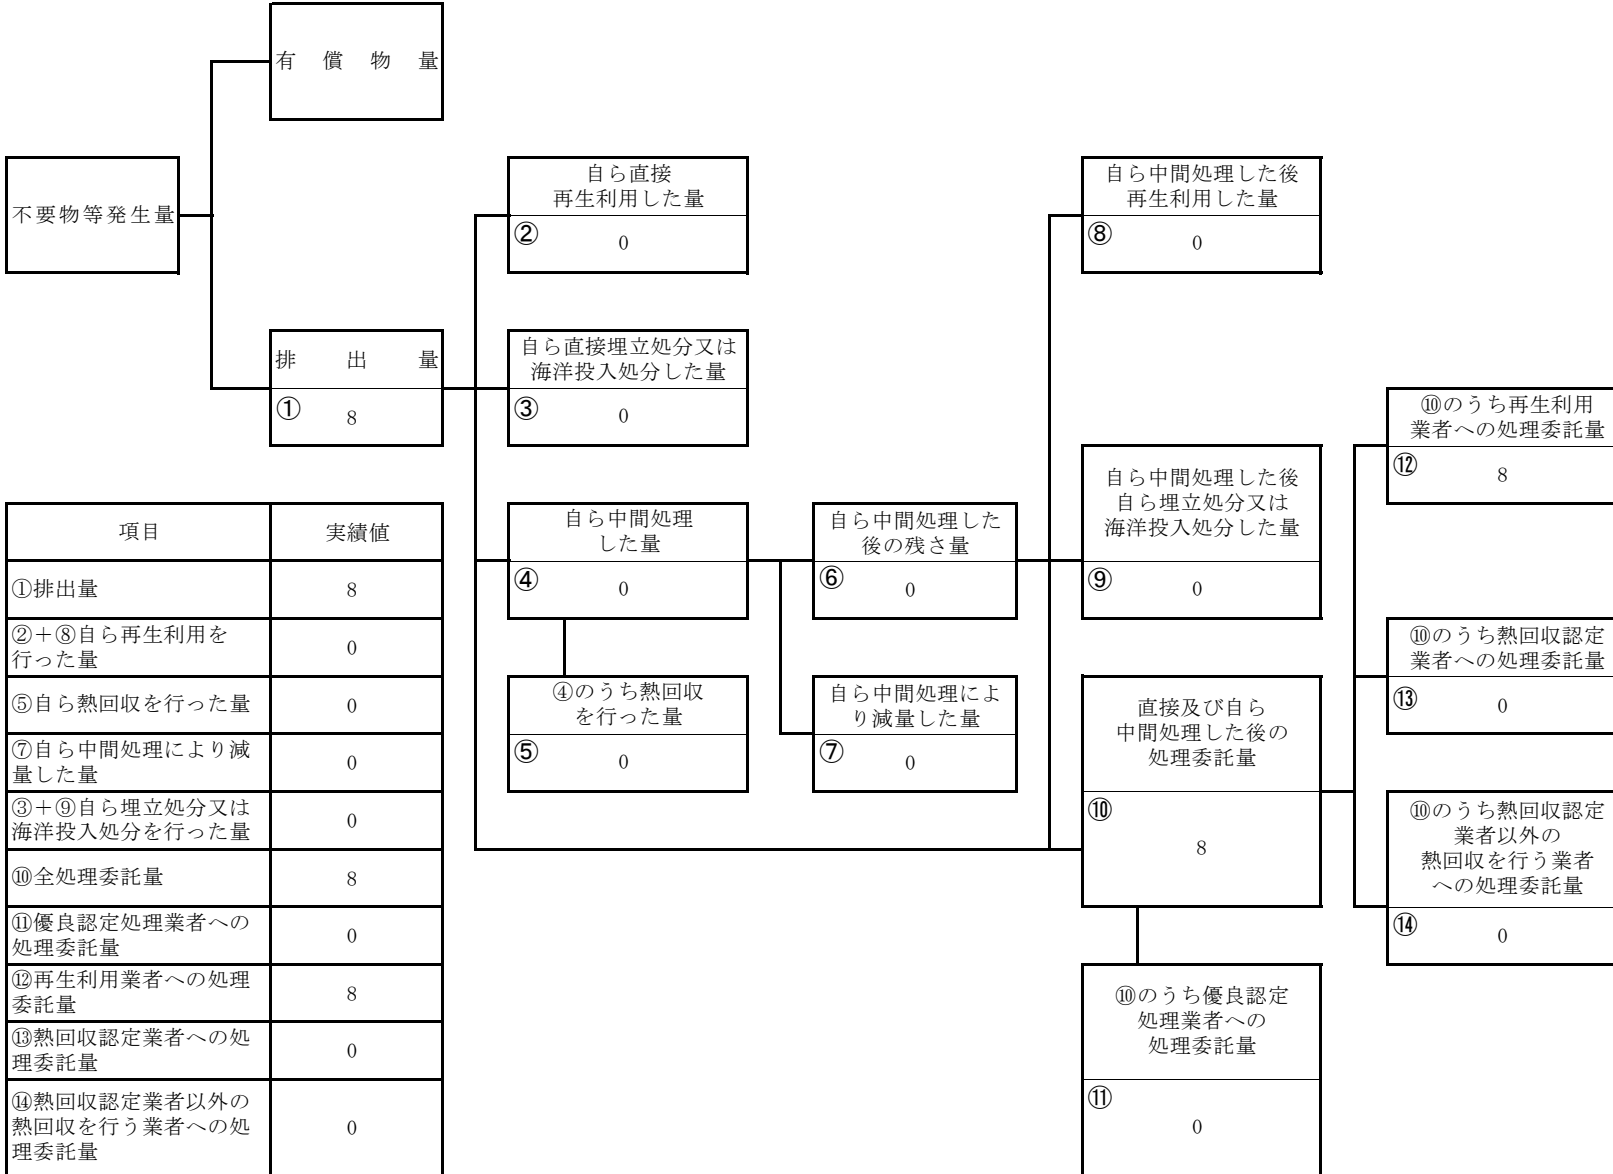 有償物量
不要物等発生量
自ら直接
再生利用した量
②
0
自ら中間処理した後
再生利用した量
⑧
0
排出量
①
8
自ら直接埋立処分又は
海洋投入処分した量
③
0
⑩のうち再生利用
業者への処理委託量
⑫
8
自ら中間処理
した量
④
0
自ら中間処理した
後の残さ量
⑥
0
自ら中間処理した後
自ら埋立処分又は
海洋投入処分した量
⑨
0
⑩のうち熱回収認定
業者への処理委託量
⑬
0
④のうち熱回収
を行った量
⑤
0
自ら中間処理によ
り減量した量
⑦
0
直接及び自ら
中間処理した後の
処理委託量
⑩
8
⑩のうち熱回収認定
業者以外の
熱回収を行う業者
への処理委託量
⑭
0
⑩のうち優良認定
処理業者への
処理委託量
⑪
0
項目
実績値
①排出量
8
②+⑧自ら再生利用を
行った量
0
⑤自ら熱回収を行った量
0
⑦自ら中間処理により減
量した量
0
③+⑨自ら埋立処分又は
海洋投入処分を行った量
0
⑩全処理委託量
8
⑪優良認定処理業者への
処理委託量
0
⑫再生利用業者への処理
委託量
8
⑬熱回収認定業者への処
理委託量
0
⑭熱回収認定業者以外の
熱回収を行う業者への処
理委託量
0